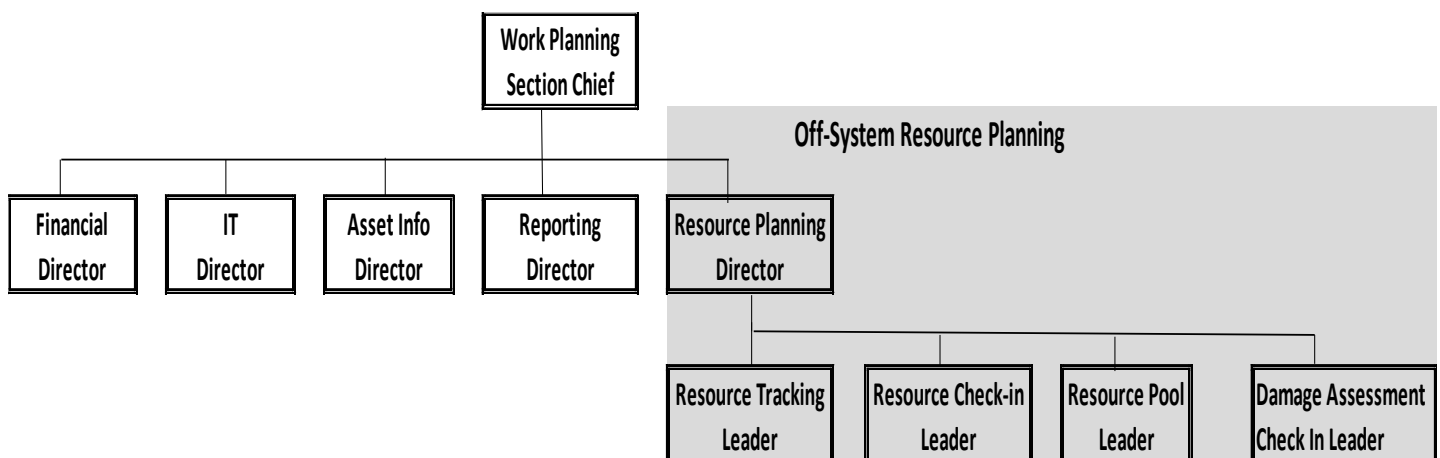 Work Planning
Section Chief
Off-System Resource Planning
Financial
Director
IT
Director
Asset Info
Director
Reporting
Director
Resource Planning
Director
Resource Tracking
Leader
Resource Check-in
Leader
Resource Pool
Leader
Damage Assessment
Check In Leader